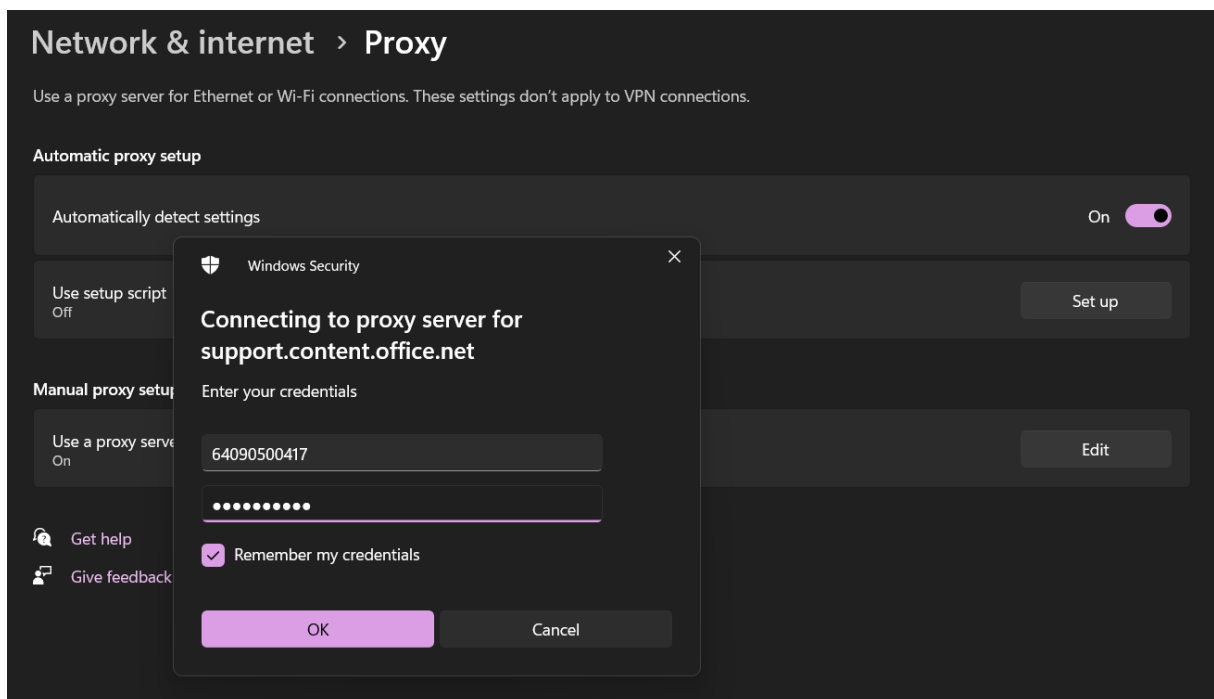 Network & internet › Proxy
Use a proxy server for Ethernet or Wi-Fi connections. These settings don't apply to VPN connections.
Automatic proxy setup
Automatically detect settings
On
Use setup script
Off
Set up
Windows Security
Connecting to proxy server for
support.content.office.net
Enter your credentials
64090500417
••••••••••
Remember my credentials
OK
Cancel
Manual proxy setup
Use a proxy serve
On
Edit
Get help
Give feedback